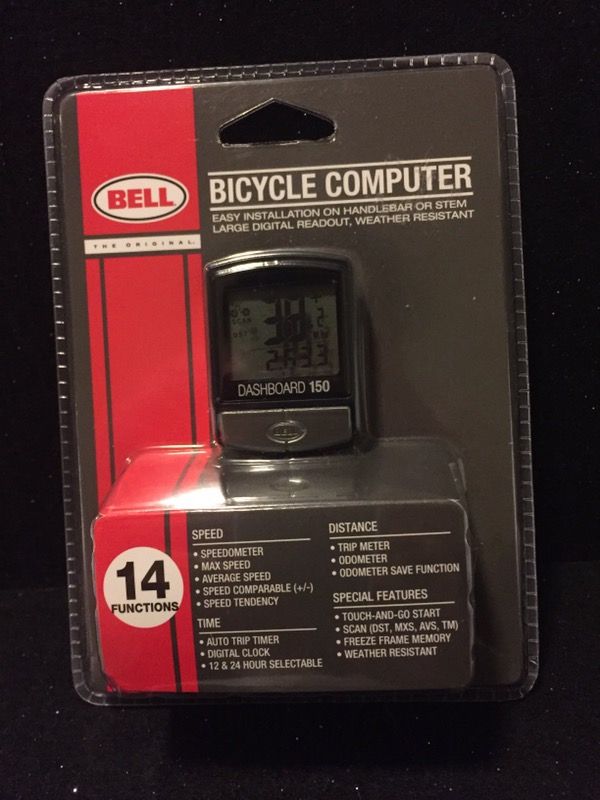 BELL
THE ORIGINAL.
BICYCLE COMPUTER
EASY INSTALLATION ON HANDLEBAR OR STEM
LARGE DIGITAL READOUT, WEATHER RESISTANT
SCAN
DST
DASHBOARD 150
BELL
14
FUNCTIONS
SPEED
• SPEEDOMETER
• MAX SPEED
• AVERAGE SPEED
• SPEED COMPARABLE (+/-)
• SPEED TENDENCY
TIME
• AUTO TRIP TIMER
• DIGITAL CLOCK
• 12 & 24 HOUR SELECTABLE
DISTANCE
• TRIP METER
• ODOMETER
• ODOMETER SAVE FUNCTION
SPECIAL FEATURES
• TOUCH-AND-GO START
• SCAN (DST, MXS, AVS, TM)
• FREEZE FRAME MEMORY
• WEATHER RESISTANT